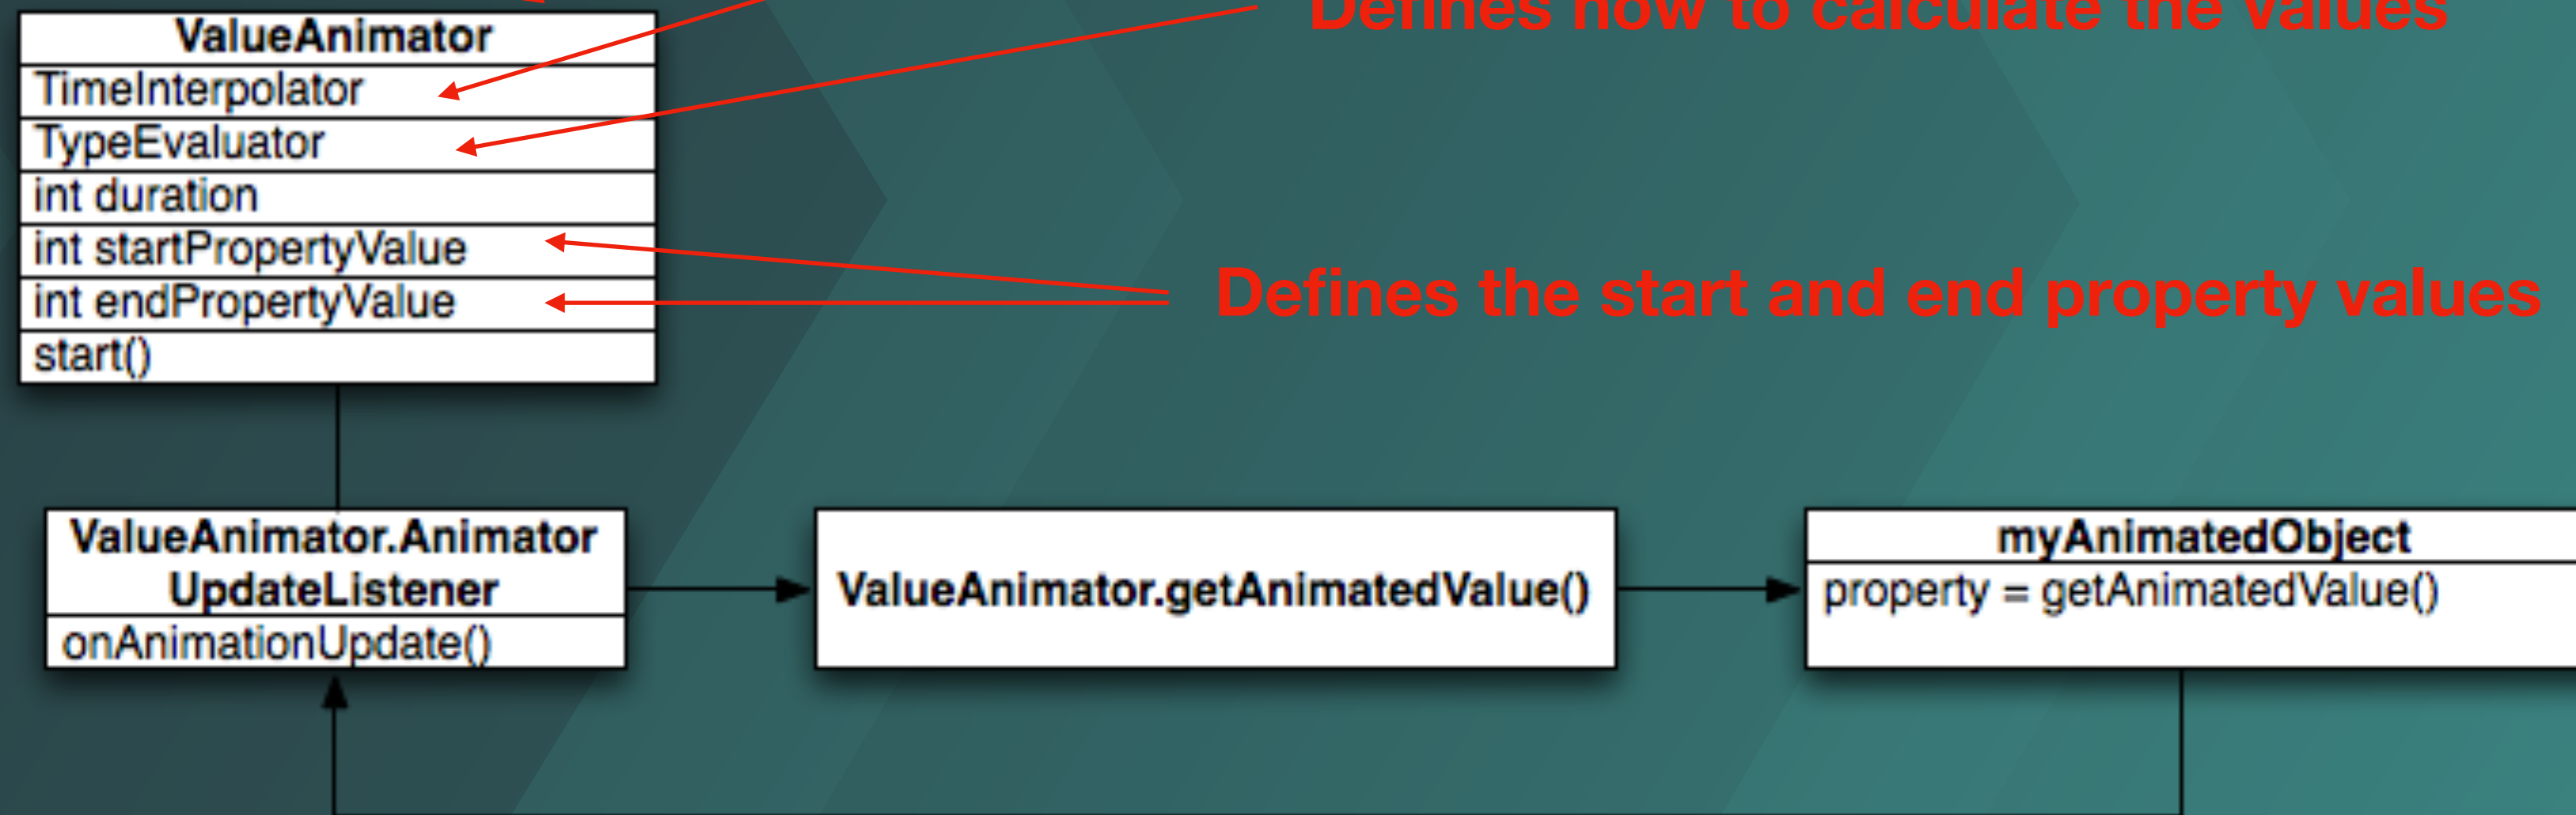 Defines how to calculate the values
ValueAnimator
TimeInterpolator
TypeEvaluator
int duration
int startPropertyValue
int endPropertyValue
start()
Defines the start and end property values
ValueAnimator.Animator
UpdateListener
onAnimationUpdate()
ValueAnimator.getAnimatedValue()
myAnimatedObject
property = getAnimatedValue()